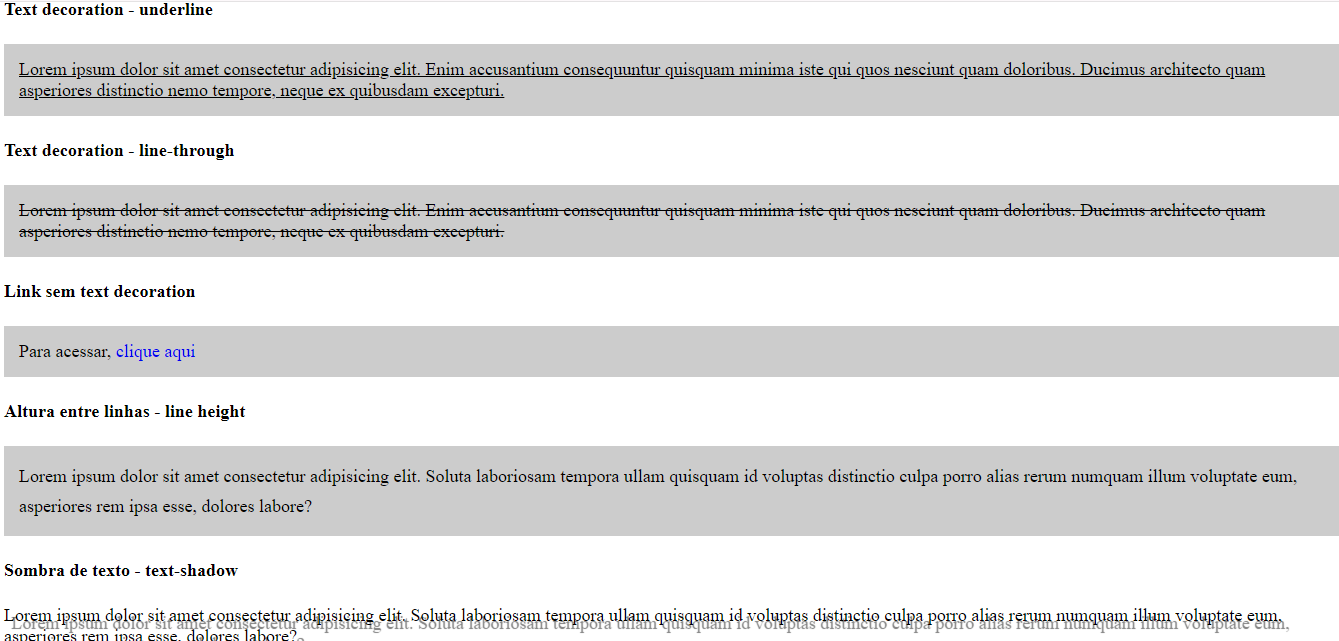 Text decoration - underline
Lorem ipsum dolor sit amet consectetur adipisicing elit. Enim accusantium consequuntur quisquam minima iste qui quos nesciunt quam doloribus. Ducimus architecto quam
asperiores distinctio nemo tempore, neque ex quibusdam excepturi.
Text decoration - line-through
Lorem ipsum dolor sit amet consectetur adipisicing elit. Enim accusantium consequuntur quisquam minima iste qui quos nesciunt quam doloribus. Ducimus architecto quam
asperiores distinctio nemo tempore, neque ex quibusdam excepturi.
Link sem text decoration
Para acessar, clique aqui
Altura entre linhas - line height
Lorem ipsum dolor sit amet consectetur adipisicing elit. Soluta laboriosam tempora ullam quisquam id voluptas distinctio culpa porro alias rerum numquam illum voluptate eum,
asperiores rem ipsa esse, dolores labore?
Sombra de texto - text-shadow
Lorem ipsum dolor sit amet consectetur adipisicing elit. Soluta laboriosam tempora ullam quisquam id voluptas distinctio culpa porro alias rerum numquam illum voluptate eum,
asperiores rem ipsa esse, dolores labore?